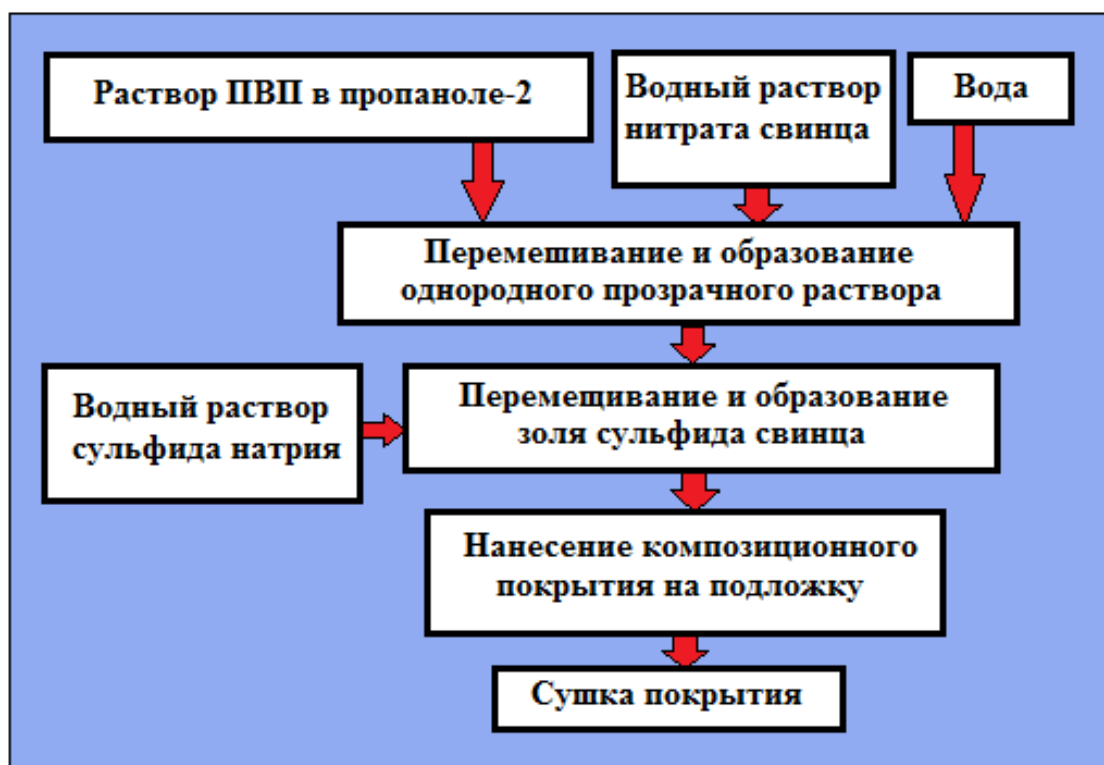 Раствор ПВП в пропаноле-2
Водный раствор
нитрата свинца
Вода
Перемешивание и образование
однородного прозрачного раствора
Водный раствор
сульфида натрия
Перемещивание и образование
золя сульфида свинца
Нанесение композиционного
покрытия на подложку
Сушка покрытия